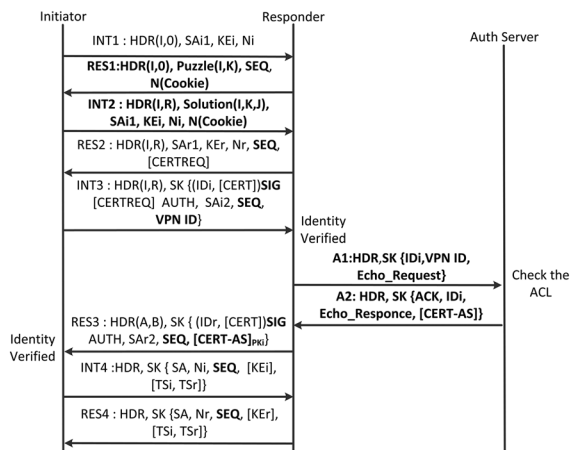 Initiator
Responder
Auth Server
INT1 : HDR(I,0), SAi1, KEi, Ni
RES1:HDR(I,0), Puzzle(I,K), SEQ,
N(Cookie)
INT2 : HDR(I,R), Solution(I,K,J),
SAi1, KEi, Ni, N(Cookie)
RES2 : HDR(I,R), SAr1, KEr, Nr, SEQ,
[CERTREQ]
INT3 : HDR(I,R), SK {(IDi, [CERT])SIG
[CERTREQ] AUTH, SAi2, SEQ,
VPN ID}
Identity
Verified
A1:HDR,SK {IDi,VPN ID,
Echo_Request}
Check the
ACL
A2: HDR, SK {ACK, IDi,
Echo_Responce, [CERT-AS]}
RES3 : HDR(A,B), SK { (IDr, [CERT])SIG
AUTH, SAr2, SEQ, [CERT-AS]PKi}
Identity
Verified
INT4 :HDR, SK { SA, Ni, SEQ, [KEi],
[TSi, TSr]}
RES4 : HDR, SK {SA, Nr, SEQ, [KEr],
[TSi, TSr]}